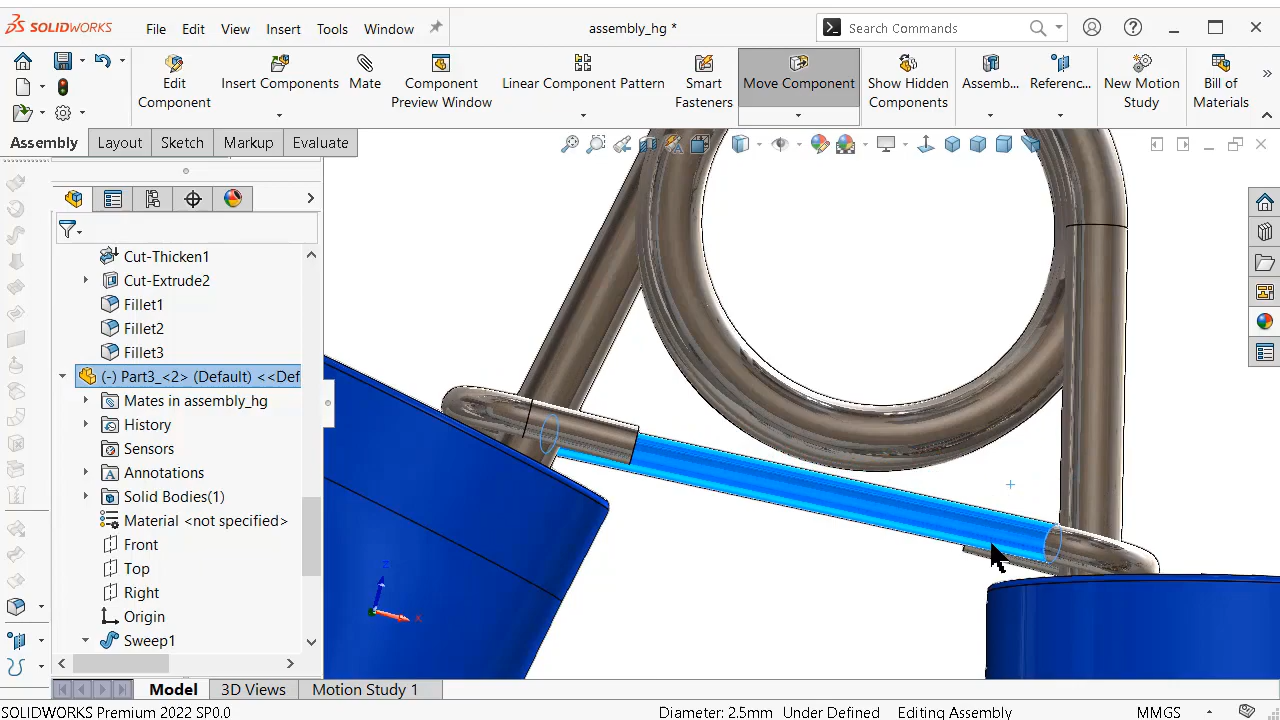 SOLIDWORKS
File Edit View Insert Tools Window
assembly_hg *
Search Commands
Edit Component
Insert Components
Mate
Component Preview Window
Linear Component Pattern
Smart Fasteners
Move Component
Show Hidden Components
Assemb...
Referenc...
New Motion Study
Bill of Materials
Assembly Layout Sketch Markup Evaluate
Cut-Thicken1
Cut-Extrude2
Fillet1
Fillet2
Fillet3
(-) Part3_<2> (Default) <<Def
Mates in assembly_hg
History
Sensors
Annotations
Solid Bodies(1)
Material <not specified>
Front
Top
Right
Origin
Sweep1
Z
X
Model 3D Views Motion Study 1
SOLIDWORKS Premium 2022 SP0.0
Diameter: 2.5mm Under Defined Editing Assembly
MMGS